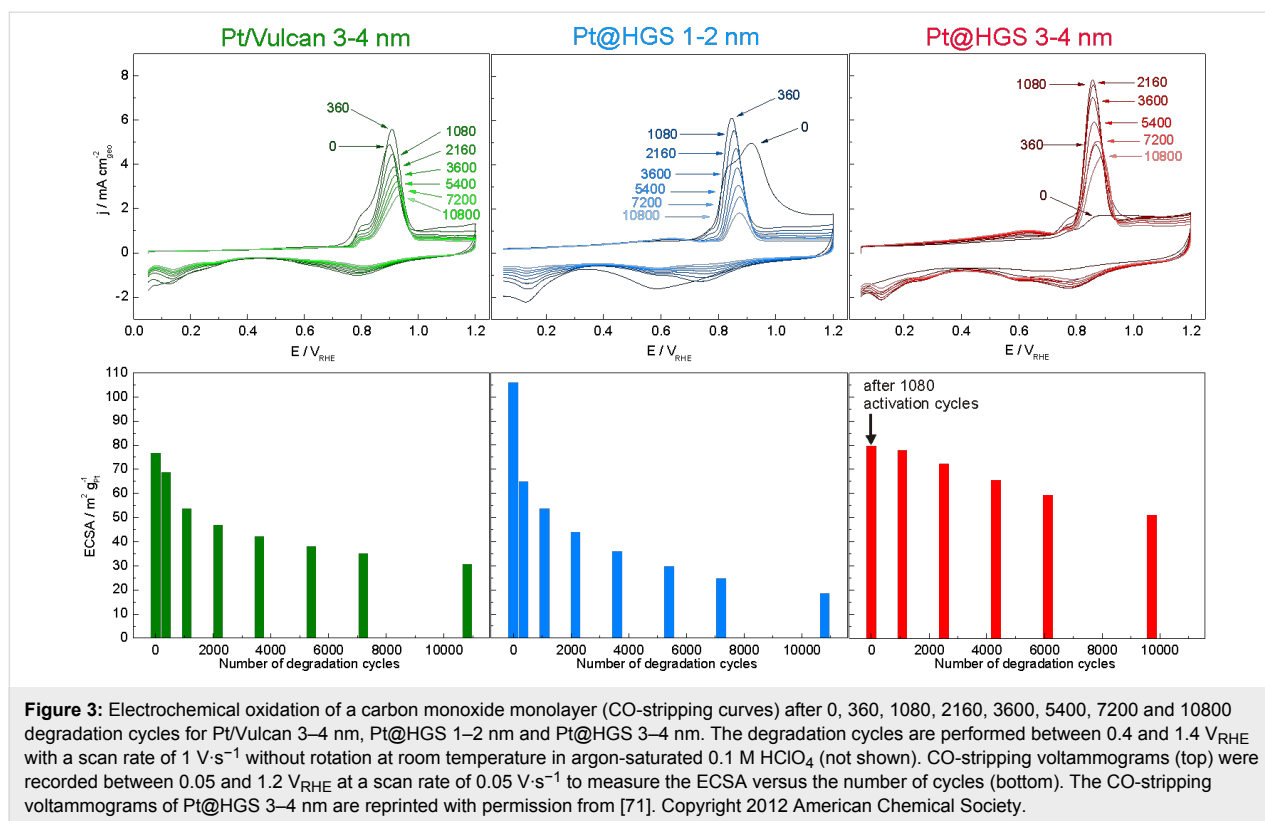 Pt/Vulcan 3-4 nm
Pt@HGS 1-2 nm
Pt@HGS 3-4 nm
j / mA cm⁻²geo
8
6
4
2
0
-2
360
0
1080
2160
3600
5400
7200
10800
0.0 0.2 0.4 0.6 0.8 1.0 1.2
E / VRHE
360
0
1080
2160
3600
5400
7200
10800
0.2 0.4 0.6 0.8 1.0 1.2
E / VRHE
1080
2160
3600
5400
360
7200
10800
0
0.2 0.4 0.6 0.8 1.0 1.2
E / VRHE
ECSA / m² g⁻¹Pt
110
100
90
80
70
60
50
40
30
20
10
0
0 2000 4000 6000 8000 10000
Number of degradation cycles
0 2000 4000 6000 8000 10000
Number of degradation cycles
after 1080
activation cycles
0 2000 4000 6000 8000 10000
Number of degradation cycles
Figure 3: Electrochemical oxidation of a carbon monoxide monolayer (CO-stripping curves) after 0, 360, 1080, 2160, 3600, 5400, 7200 and 10800
degradation cycles for Pt/Vulcan 3–4 nm, Pt@HGS 1–2 nm and Pt@HGS 3–4 nm. The degradation cycles are performed between 0.4 and 1.4 VRHE
with a scan rate of 1 V·s⁻¹ without rotation at room temperature in argon-saturated 0.1 M HClO₄ (not shown). CO-stripping voltammograms (top) were
recorded between 0.05 and 1.2 VRHE at a scan rate of 0.05 V·s⁻¹ to measure the ECSA versus the number of cycles (bottom). The CO-stripping
voltammograms of Pt@HGS 3–4 nm are reprinted with permission from [71]. Copyright 2012 American Chemical Society.